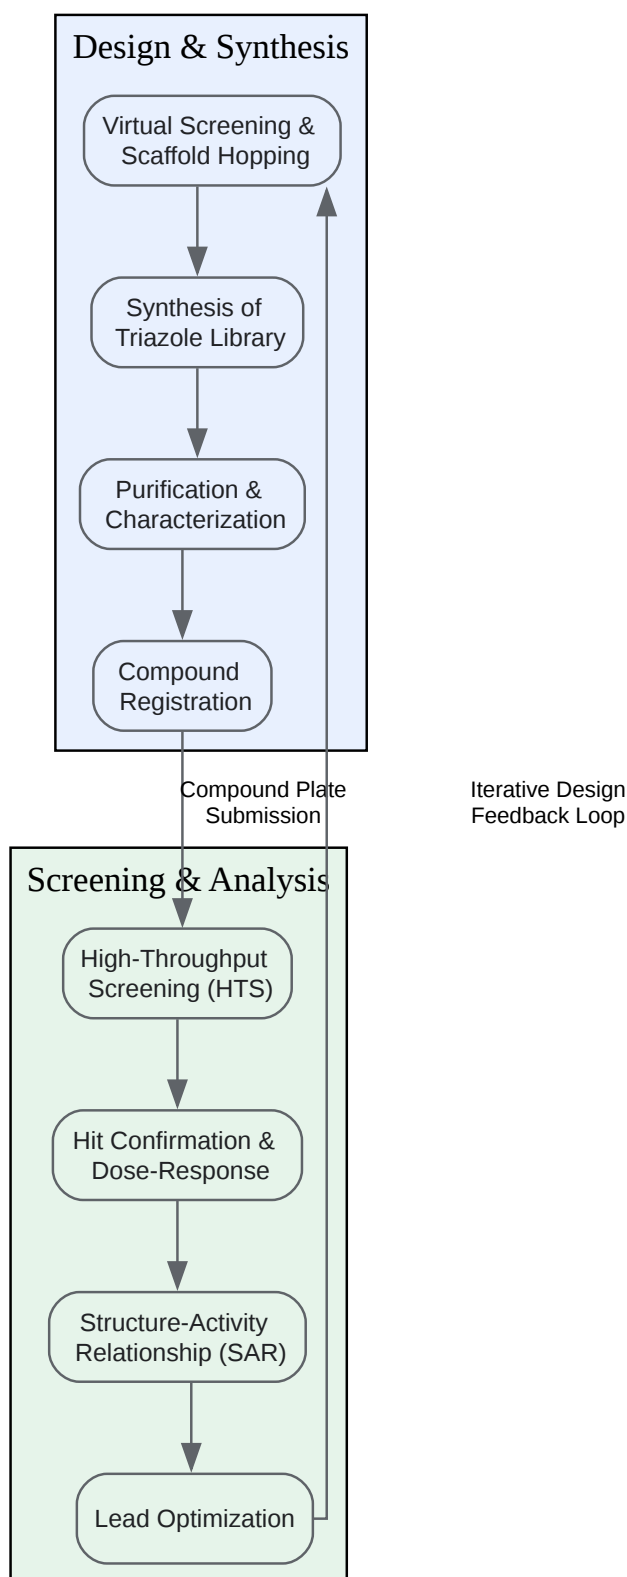 Design & Synthesis
Virtual Screening &
Scaffold Hopping
Synthesis of
Triazole Library
Purification &
Characterization
Compound
Registration
Compound Plate
Submission
Iterative Design
Feedback Loop
Screening & Analysis
High-Throughput
Screening (HTS)
Hit Confirmation &
Dose-Response
Structure-Activity
Relationship (SAR)
Lead Optimization